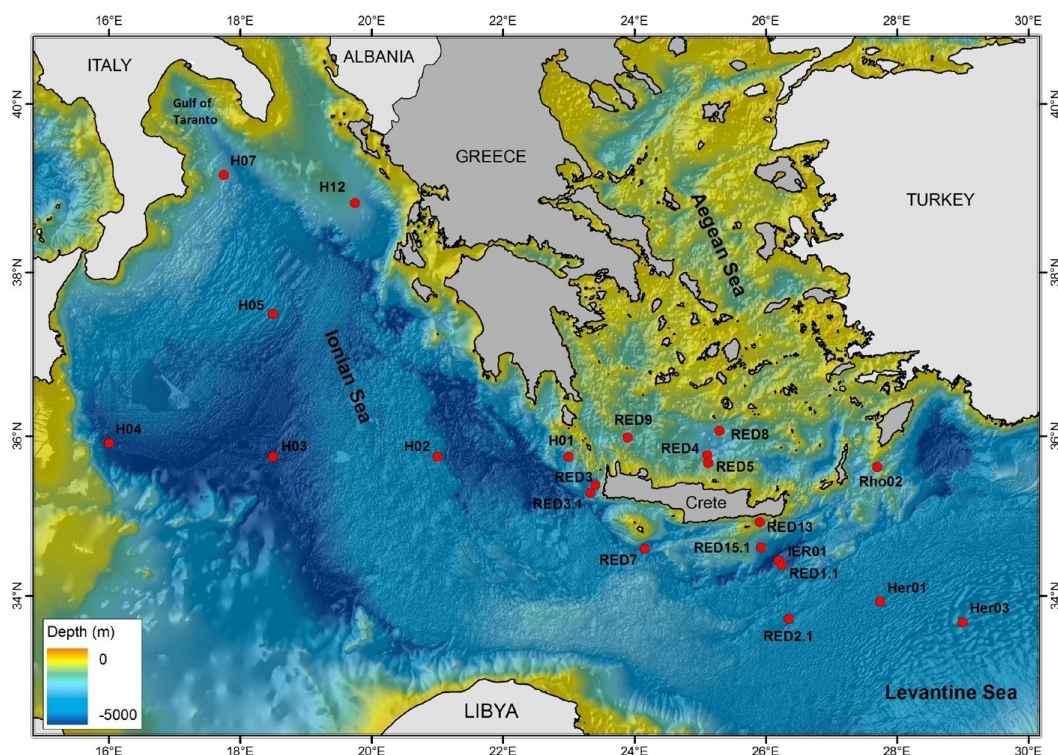 16°E 18°E 20°E 22°E 24°E 26°E 28°E 30°E
ITALY
ALBANIA
40°N
40°N
Gulf of
Taranto
GREECE
H07
H12
TURKEY
Aegean Sea
38°N
38°N
H05
Ionian Sea
H04
36°N
36°N
H03
H02
H01
RED9
RED8
RED4
RED5
RED3
RED3.1
Rho02
Crete
RED13
RED7
RED15.1
IER01
RED1.1
34°N
34°N
Her01
Her03
RED2.1
Depth (m)
0
-5000
Levantine Sea
LIBYA
16°E 18°E 20°E 22°E 24°E 26°E 28°E 30°E